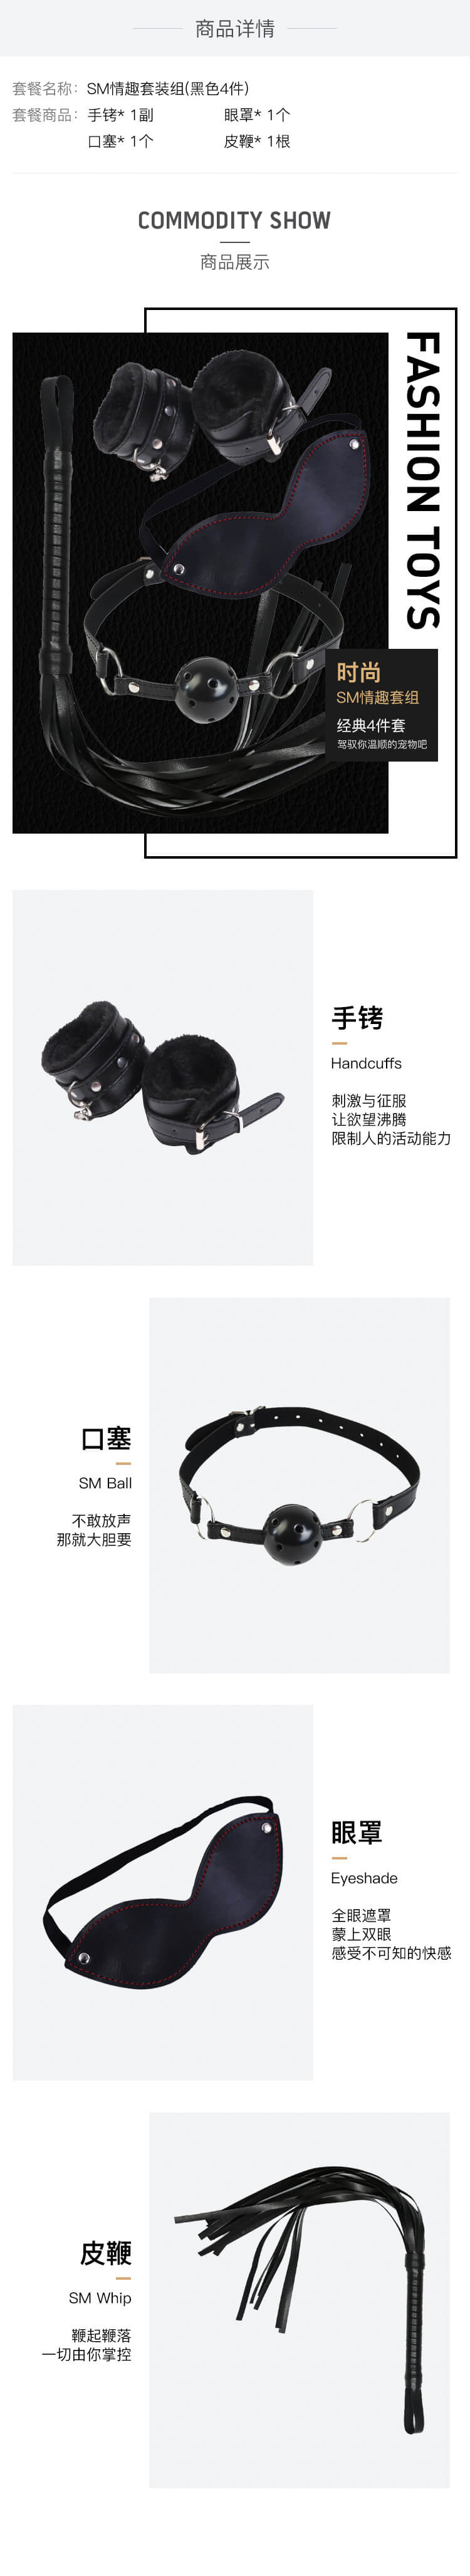 商品详情
套餐名称：SM情趣套装组(黑色4件)
套餐商品：手铐* 1副 眼罩* 1个
口塞* 1个 皮鞭* 1根
COMMODITY SHOW
商品展示
FASHION TOYS
时尚
SM情趣套组
经典4件套
驾驭你温顺的宠物吧
手铐
Handcuffs
刺激与征服
让欲望沸腾
限制人的活动能力
口塞
SM Ball
不敢放声
那就大胆要
眼罩
Eyeshade
全眼遮罩
蒙上双眼
感受不可知的快感
皮鞭
SM Whip
鞭起鞭落
一切由你掌控